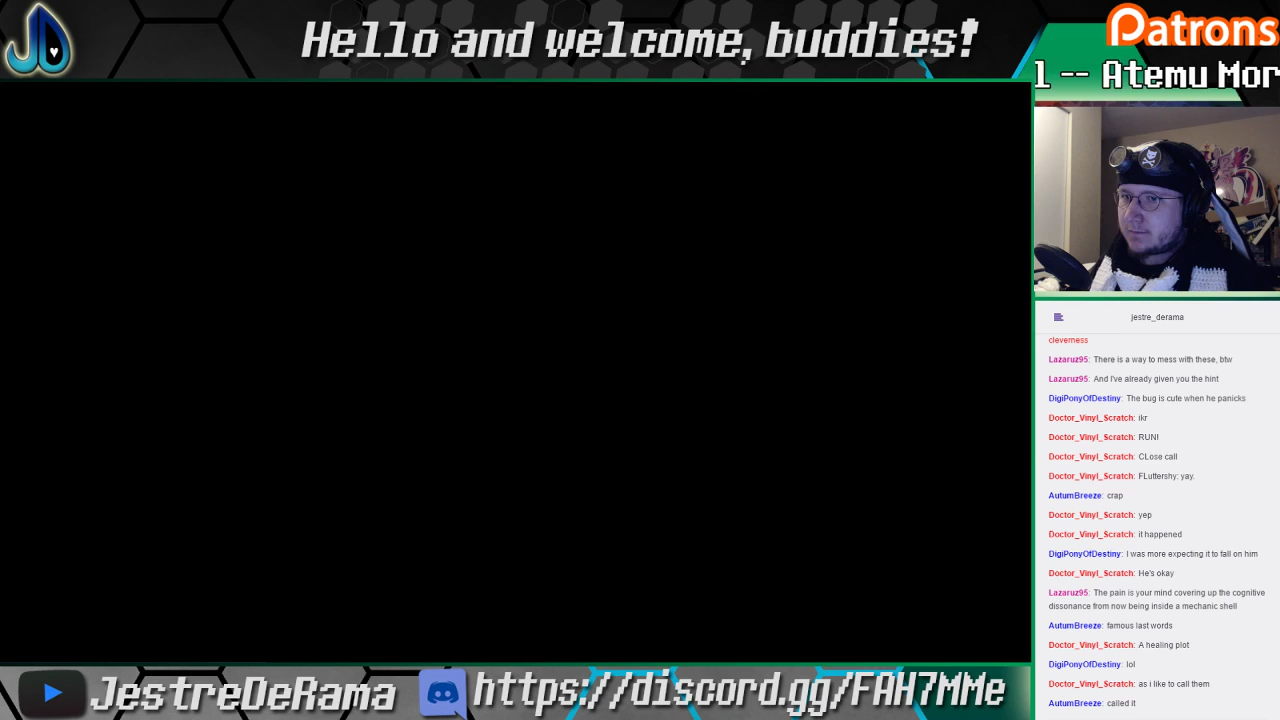 JD
Hello and welcome, buddies!
Patrons
l -- Atemu Mor
jestre_derama
cleverness
Lazaruz95: There is a way to mess with these, btw
Lazaruz95: And I've already given you the hint
DigiPonyOfDestiny: The bug is cute when he panicks
Doctor_Vinyl_Scratch: ikr
Doctor_Vinyl_Scratch: RUN!
Doctor_Vinyl_Scratch: CLose call
Doctor_Vinyl_Scratch: FLuttershy: yay.
AutumBreeze: crap
Doctor_Vinyl_Scratch: yep
Doctor_Vinyl_Scratch: it happened
DigiPonyOfDestiny: I was more expecting it to fall on him
Doctor_Vinyl_Scratch: He's okay
Lazaruz95: The pain is your mind covering up the cognitive
dissonance from now being inside a mechanic shell
AutumBreeze: famous last words
Doctor_Vinyl_Scratch: A healing plot
DigiPonyOfDestiny: lol
Doctor_Vinyl_Scratch: as i like to call them
AutumBreeze: called it
JestreDeRama
https://discord.gg/FAH7MMe